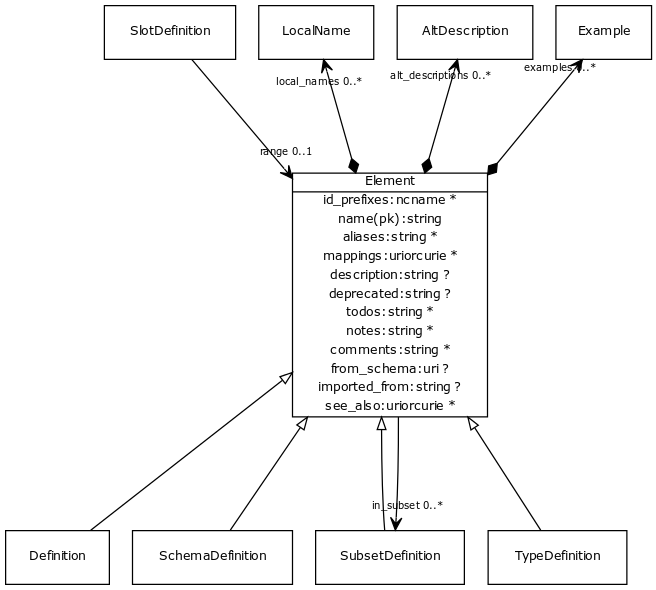 SlotDefinition
LocalName
AltDescription
Example
local_names 0..*
alt_descriptions 0..*
examples 0..*
range 0..1
Element
id_prefixes:ncname *
name(pk):string
aliases:string *
mappings:uriorcurie *
description:string ?
deprecated:string ?
todos:string *
notes:string *
comments:string *
from_schema:uri ?
imported_from:string ?
see_also:uriorcurie *
in_subset 0..*
Definition
SchemaDefinition
SubsetDefinition
TypeDefinition